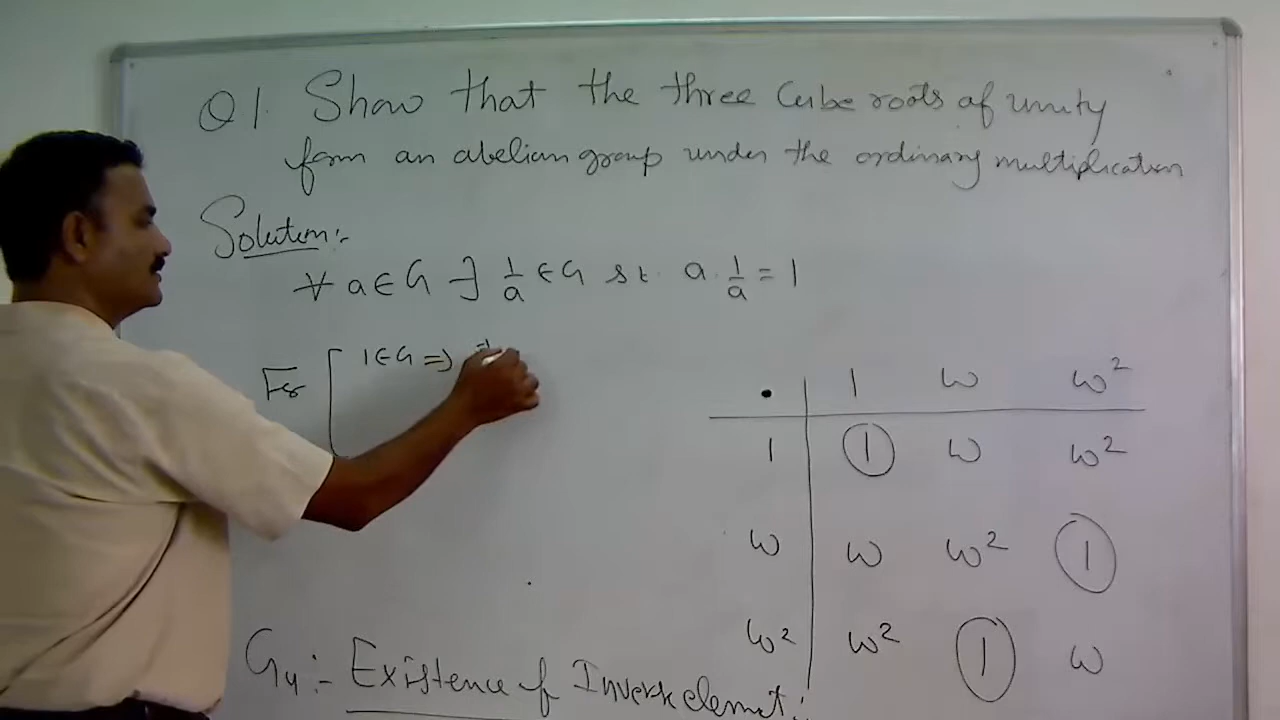 Q1. Show that the three Cube roots of unity
form an abelian group under the ordinary multiplication
Solution:-
∀ a ∈ G ∃ 1/a ∈ G s t. a . 1/a = 1
For [ 1 ∈ G ⇒
• | 1 ω ω²
1 | 1 ω ω²
ω | ω ω² 1
ω² | ω² 1 ω
G₄ :- Existence of Inverse element :